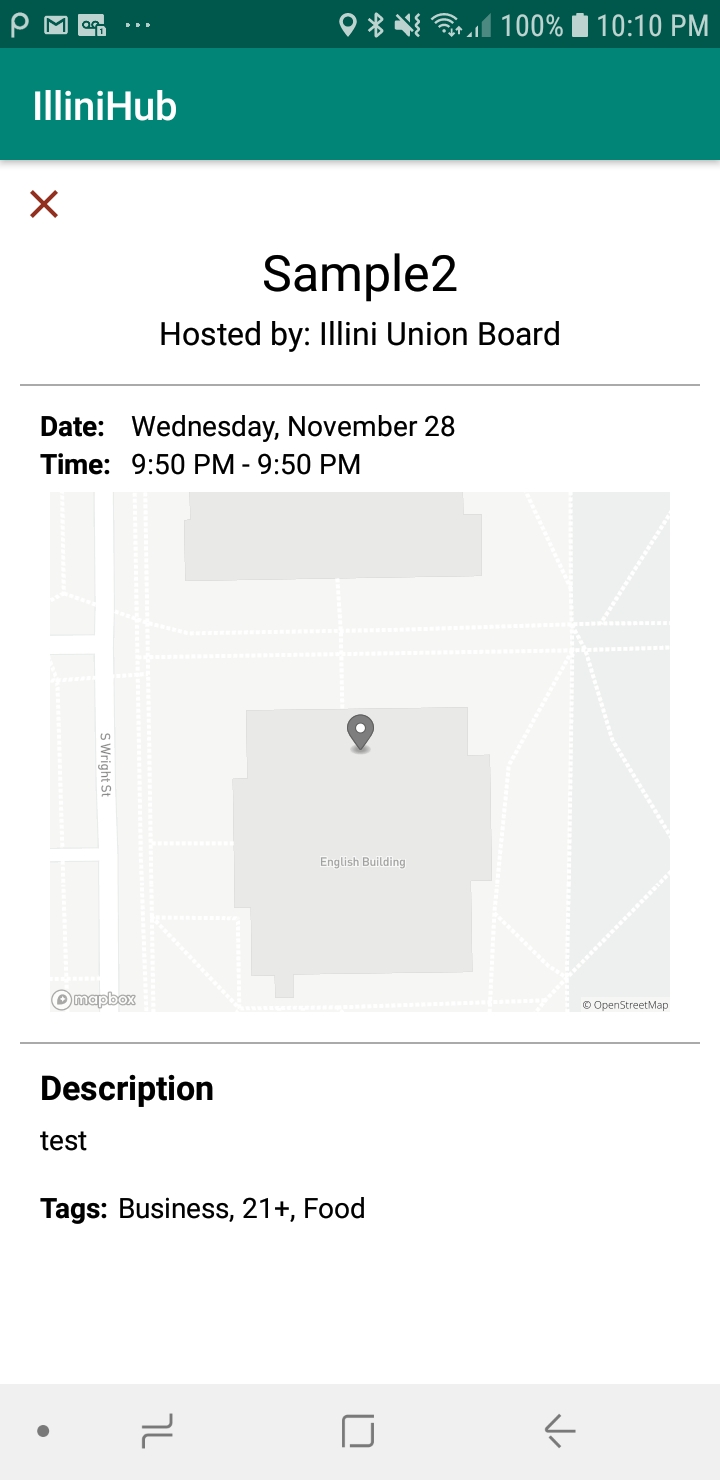 100% 10:10 PM
IlliniHub
Sample2
Hosted by: Illini Union Board
Date: Wednesday, November 28
Time: 9:50 PM - 9:50 PM
S Wright St
English Building
mapbox
© OpenStreetMap
Description
test
Tags: Business, 21+, Food